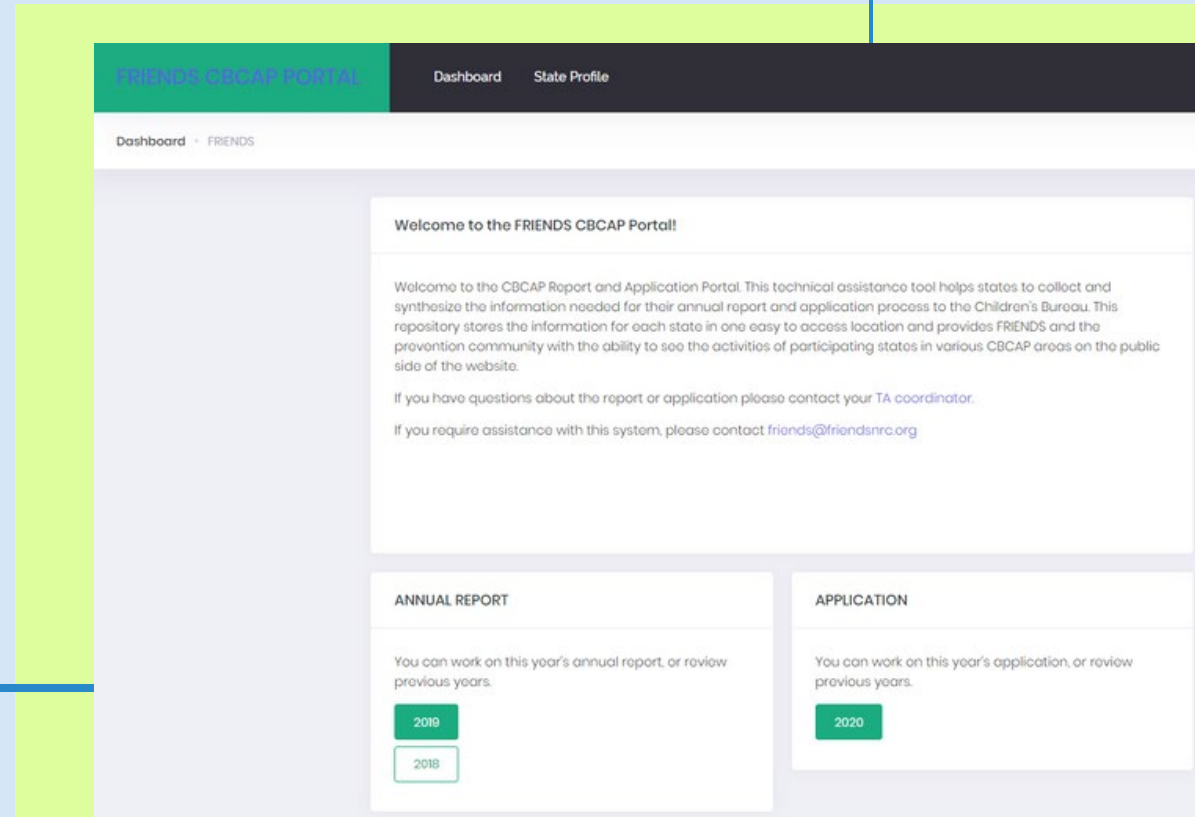 FRIENDS CBCAP PORTAL
Dashboard State Profile
Dashboard • FRIENDS
Welcome to the FRIENDS CBCAP Portal!
Welcome to the CBCAP Report and Application Portal. This technical assistance tool helps states to collect and
synthesize the information needed for their annual report and application process to the Children's Bureau. This
repository stores the information for each state in one easy to access location and provides FRIENDS and the
prevention community with the ability to see the activities of participating states in various CBCAP areas on the public
side of the website.
If you have questions about the report or application please contact your TA coordinator.
If you require assistance with this system, please contact friends@friendsnrc.org
ANNUAL REPORT
You can work on this year's annual report, or review
previous years.
2019
2018
APPLICATION
You can work on this year's application, or review
previous years.
2020